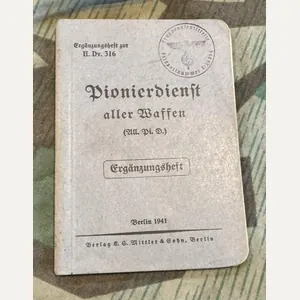 Ergänzungsheft zur
H. Dv. 316
Pionierdienst
aller Waffen
(All. Pi. D.)
Ergänzungsheft
Berlin 1941
Verlag E. S. Mittler & Sohn, Berlin